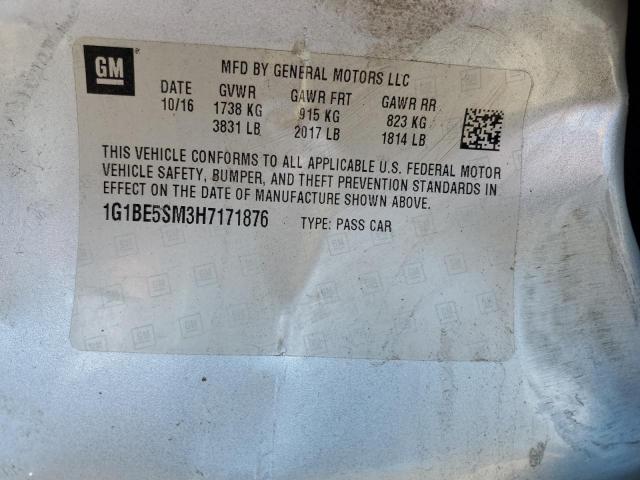 GM
MFD BY GENERAL MOTORS LLC
DATE GVWR GAWR FRT GAWR RR
10/16 1738 KG 915 KG 823 KG
3831 LB 2017 LB 1814 LB
THIS VEHICLE CONFORMS TO ALL APPLICABLE U.S. FEDERAL MOTOR
VEHICLE SAFETY, BUMPER, AND THEFT PREVENTION STANDARDS IN
EFFECT ON THE DATE OF MANUFACTURE SHOWN ABOVE.
1G1BE5SM3H7171876 TYPE: PASS CAR